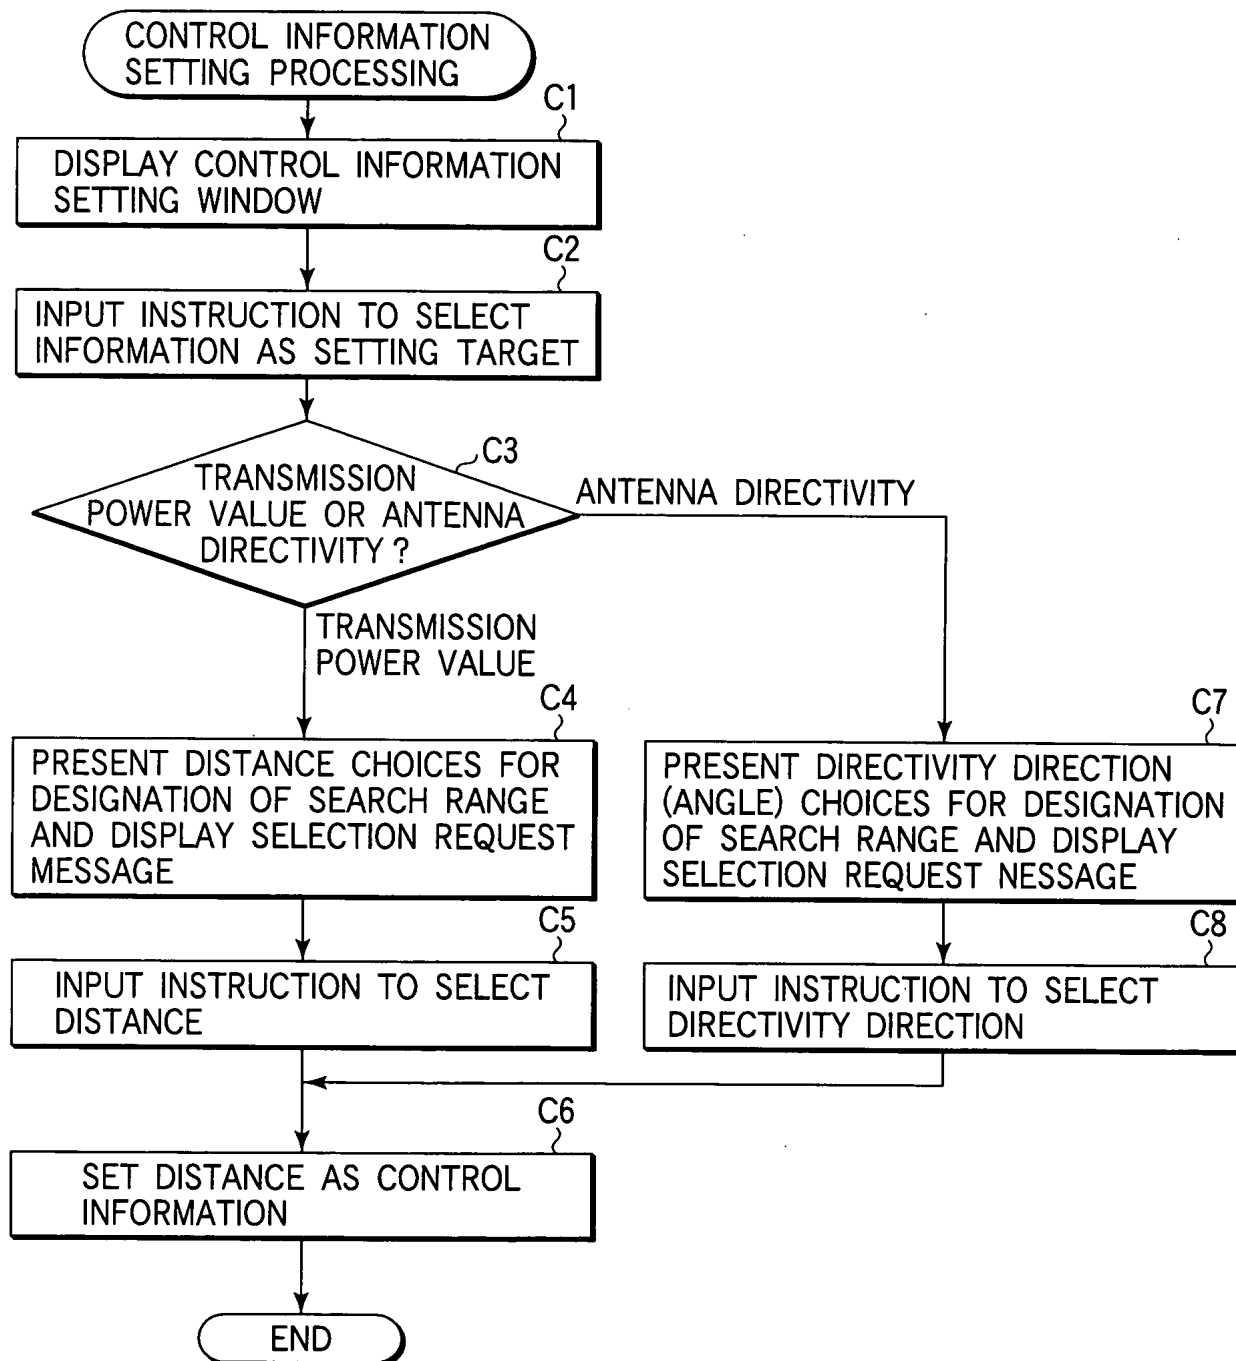 CONTROL INFORMATION
SETTING PROCESSING
C1
DISPLAY CONTROL INFORMATION
SETTING WINDOW
C2
INPUT INSTRUCTION TO SELECT
INFORMATION AS SETTING TARGET
C3
TRANSMISSION
POWER VALUE OR ANTENNA
DIRECTIVITY?
ANTENNA DIRECTIVITY
TRANSMISSION
POWER VALUE
C4
PRESENT DISTANCE CHOICES FOR
DESIGNATION OF SEARCH RANGE
AND DISPLAY SELECTION REQUEST
MESSAGE
C7
PRESENT DIRECTIVITY DIRECTION
(ANGLE) CHOICES FOR DESIGNATION
OF SEARCH RANGE AND DISPLAY
SELECTION REQUEST NESSAGE
C5
INPUT INSTRUCTION TO SELECT
DISTANCE
C8
INPUT INSTRUCTION TO SELECT
DIRECTIVITY DIRECTION
C6
SET DISTANCE AS CONTROL
INFORMATION
END